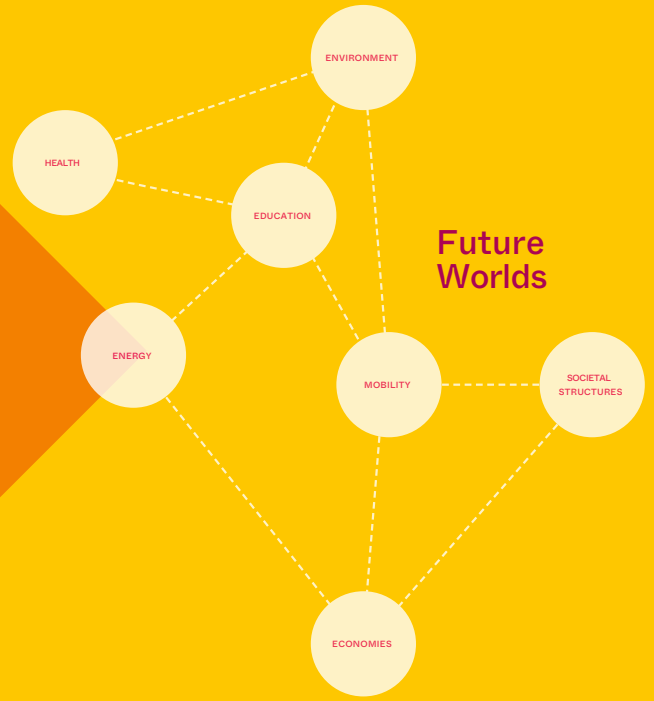 ENVIRONMENT
HEALTH
EDUCATION
Future
Worlds
ENERGY
MOBILITY
SOCIETAL
STRUCTURES
ECONOMIES